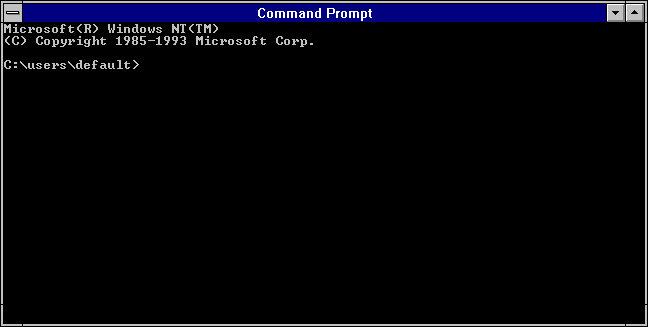 Command Prompt
Microsoft(R) Windows NT(TM)
(C) Copyright 1985-1993 Microsoft Corp.
C:\users\default>